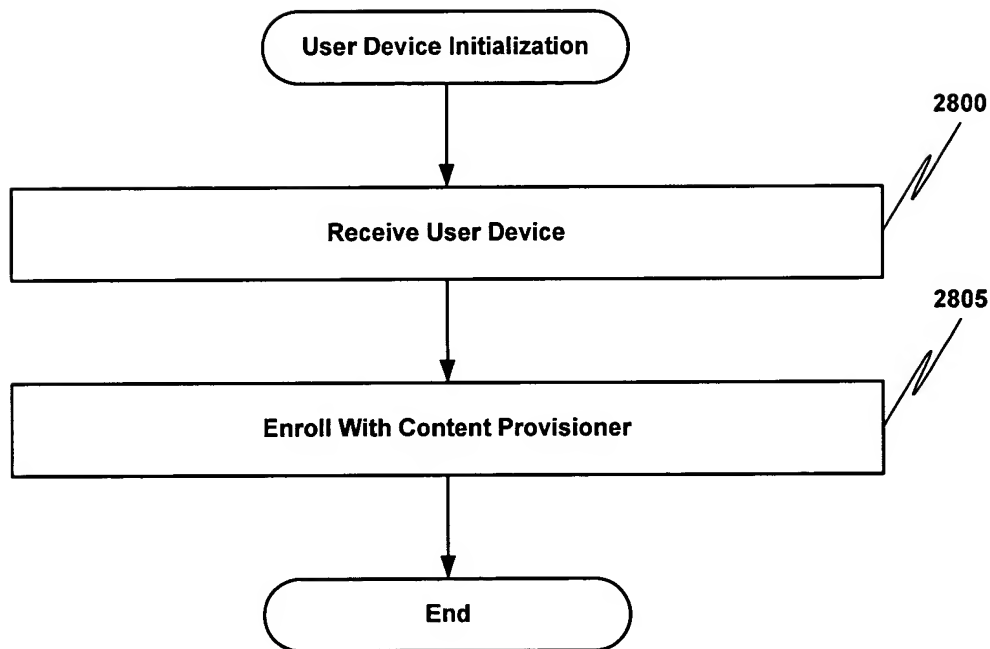 User Device Initialization
2800
Receive User Device
2805
Enroll With Content Provisioner
End